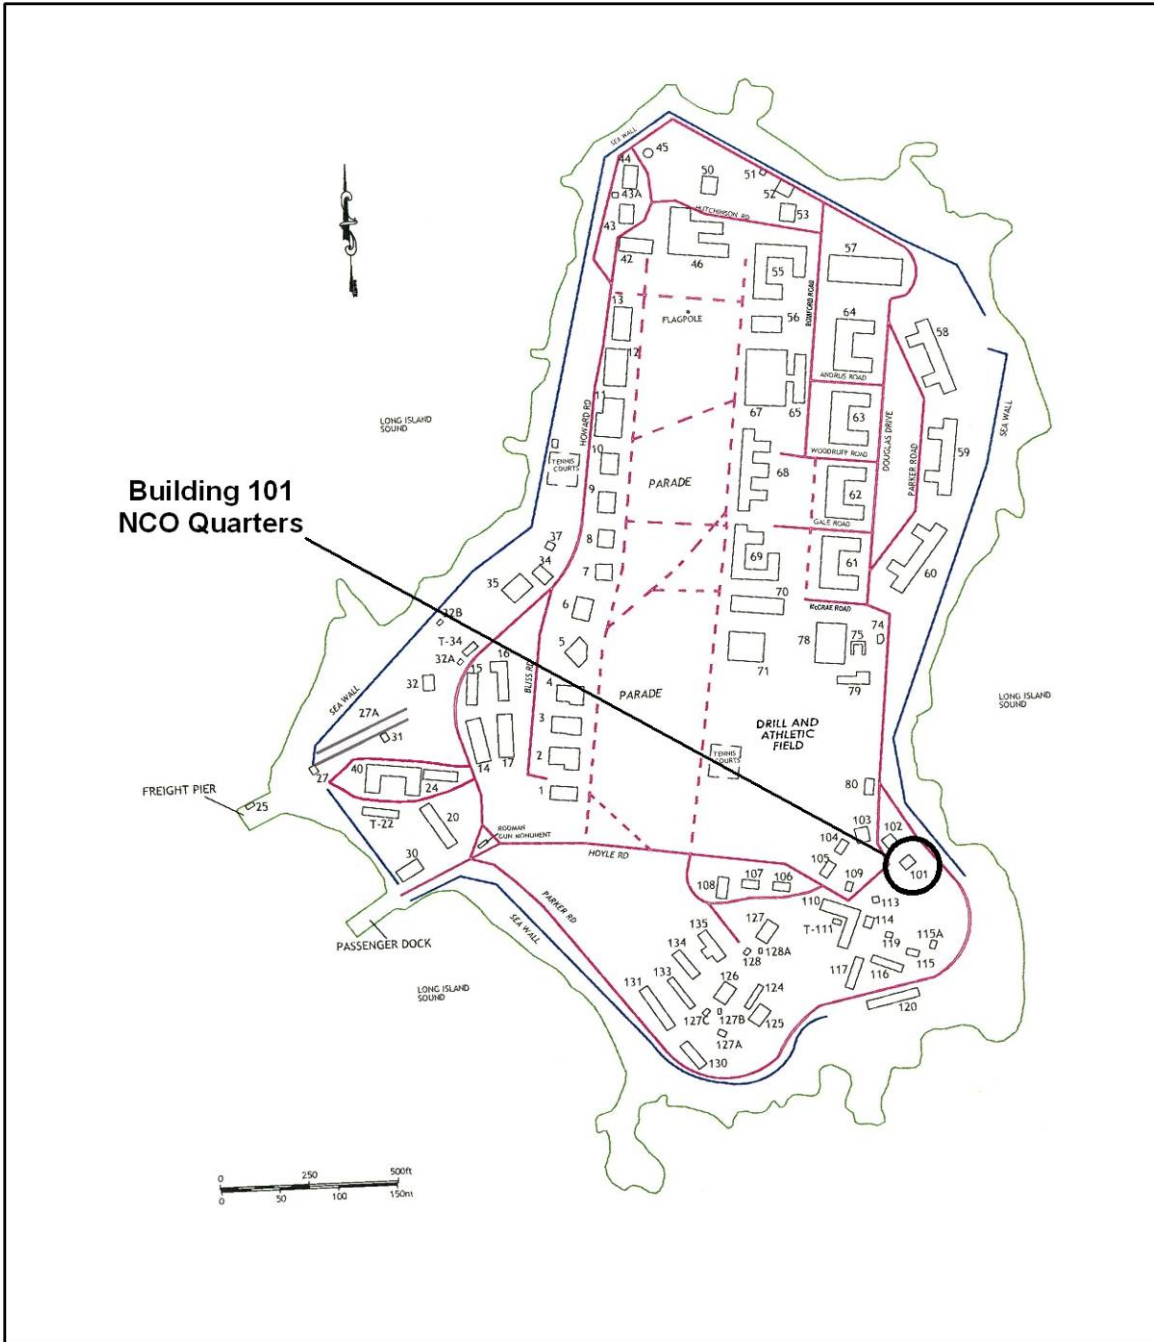 SEA WALL
45
44
50
51
52
43A
43
HUTCHINSON RD
53
42
46
57
55
BOMFORD ROAD
13
FLAGPOLE
56
64
58
12
ANDRUS ROAD
11
67
65
63
LONG ISLAND
SOUND
HOWARD RD
DOUGLAS DRIVE
SEA WALL
10
TENNIS
COURTS
WOODRUFF ROAD
59
68
PARKER ROAD
Building 101
NCO Quarters
9
PARADE
62
GALE ROAD
37
8
34
35
7
69
61
60
70
McCRAE ROAD
6
32B
T-34
5
78
75
74
32A
15
16
71
BLISS RD
32
4
79
SEA WALL
PARADE
LONG ISLAND
SOUND
27A
3
DRILL AND
ATHLETIC
FIELD
31
2
TENNIS
COURTS
14
17
27
40
24
80
FREIGHT PIER
25
1
T-22
20
RODMAN
GUN MONUMENT
103
102
104
HOYLE RD
30
105
101
108
107
106
109
PARKER RD
110
113
SEA WALL
127
T-111
114
PASSENGER DOCK
135
119
115A
134
128
128A
115
117
116
LONG ISLAND
SOUND
131
133
126
124
127C
127B
125
120
127A
130
0
250
500ft
0
50
100
150m